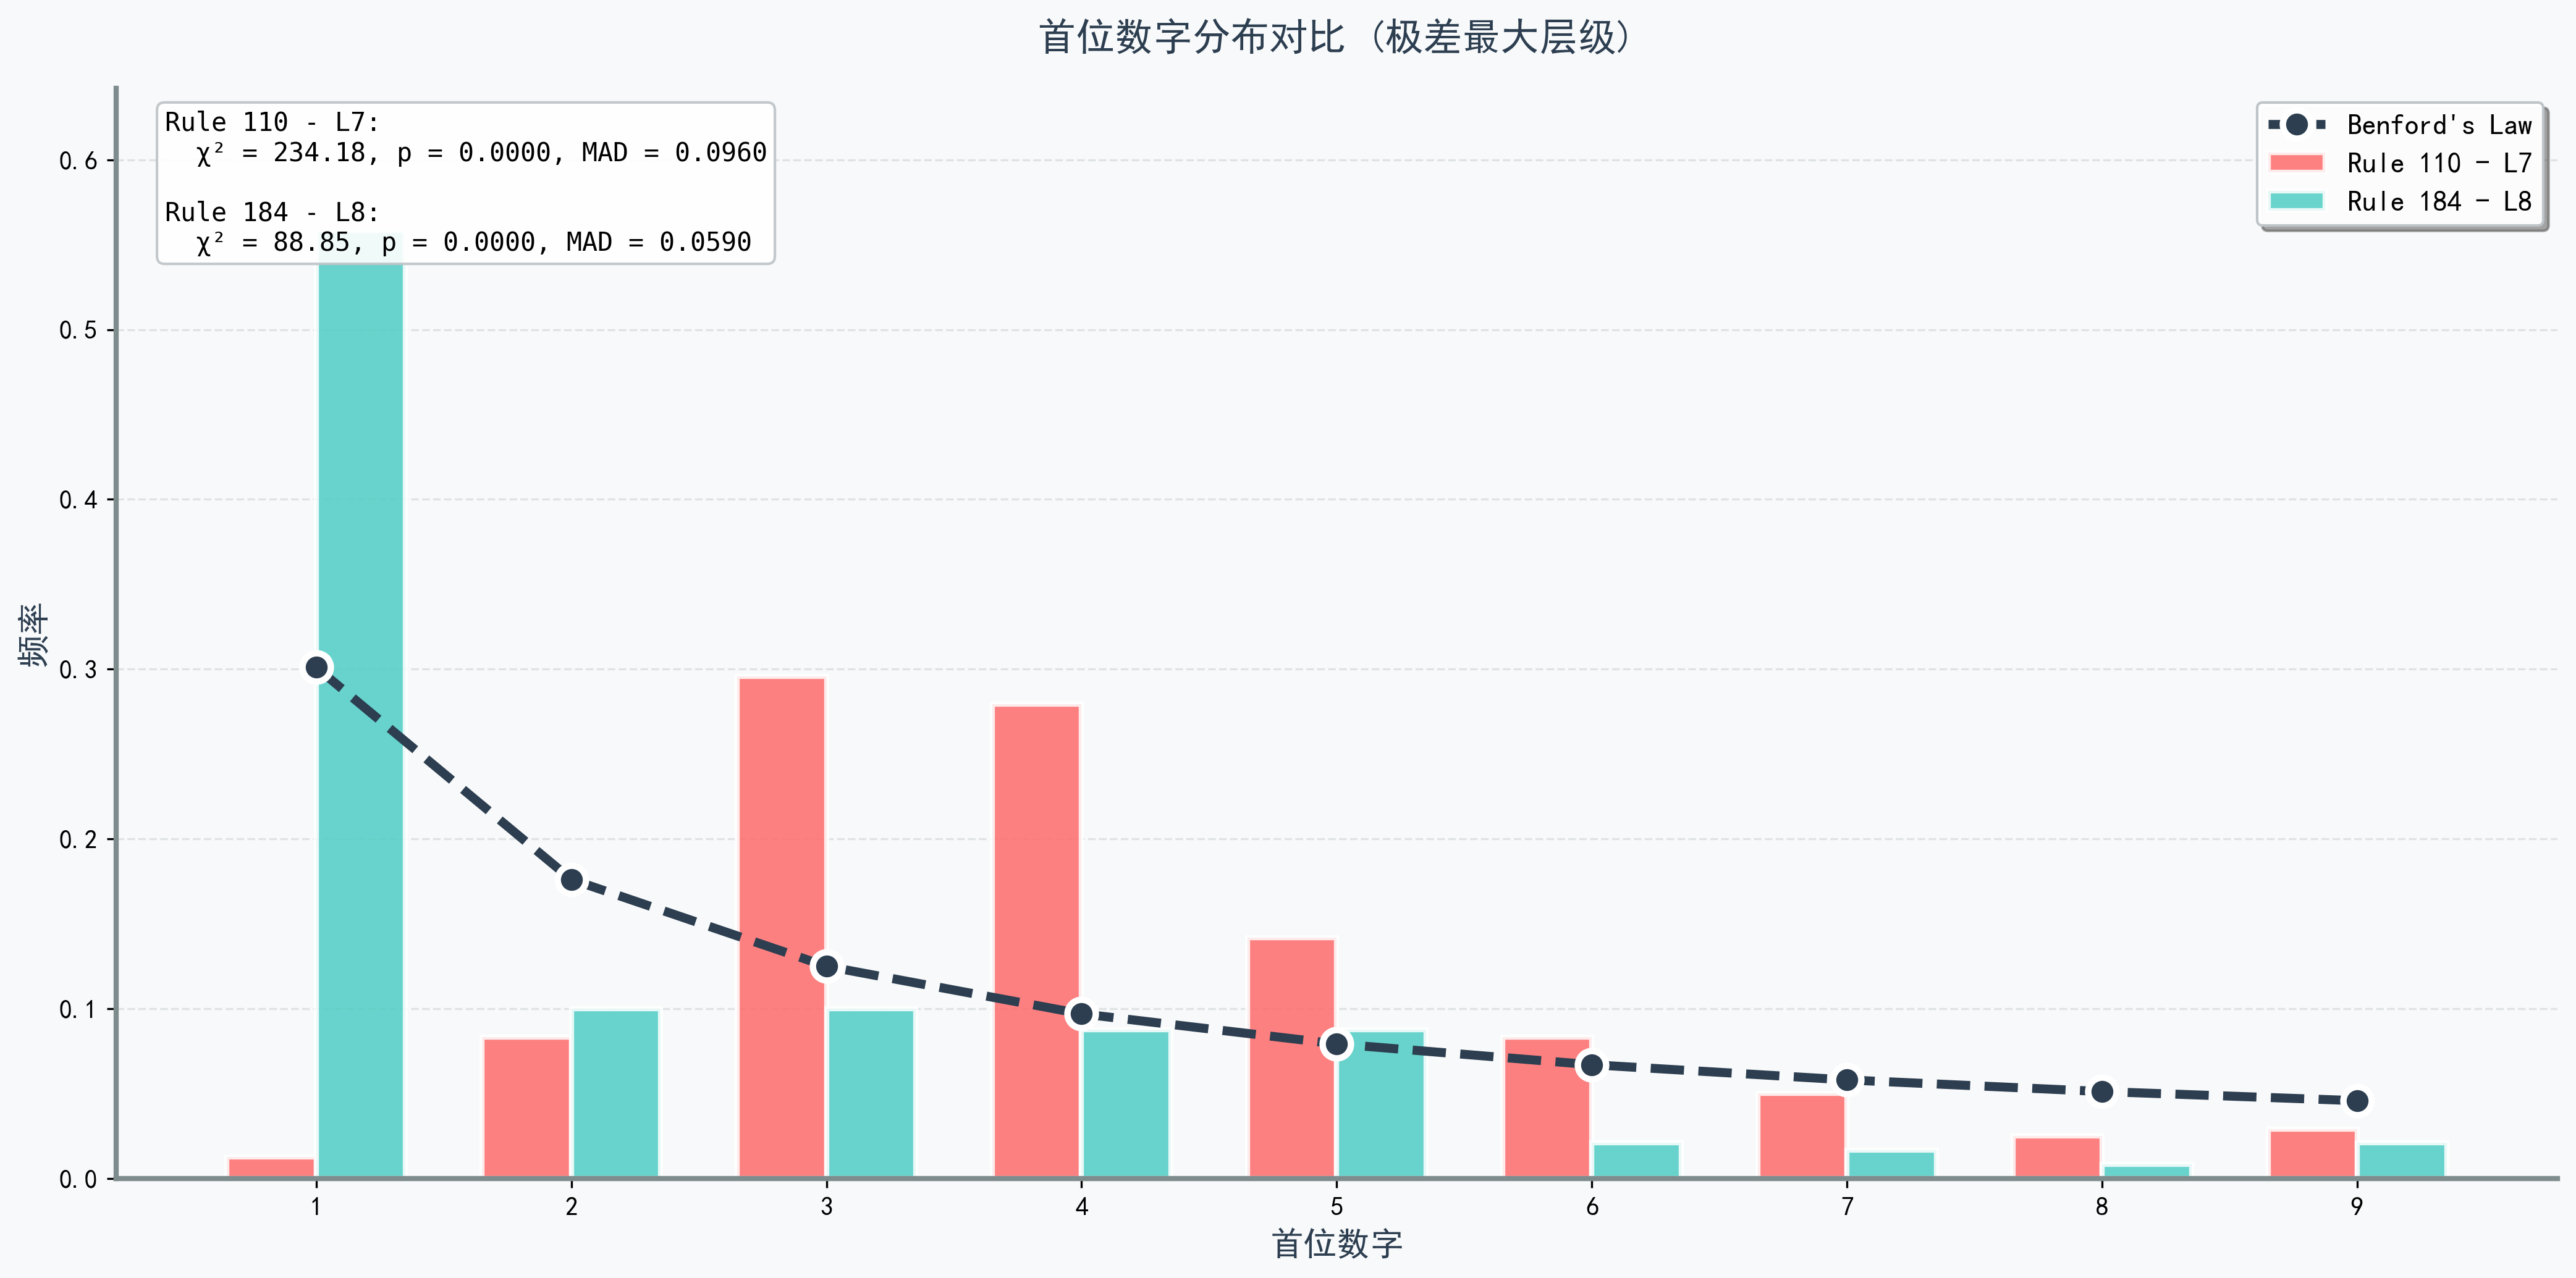 首位数字分布对比 (极差最大层级)
Rule 110 - L7:
χ² = 234.18, p = 0.0000, MAD = 0.0960
Rule 184 - L8:
χ² = 88.85, p = 0.0000, MAD = 0.0590
Benford's Law
Rule 110 - L7
Rule 184 - L8
频率
0.6
0.5
0.4
0.3
0.2
0.1
0.0
1 2 3 4 5 6 7 8 9
首位数字